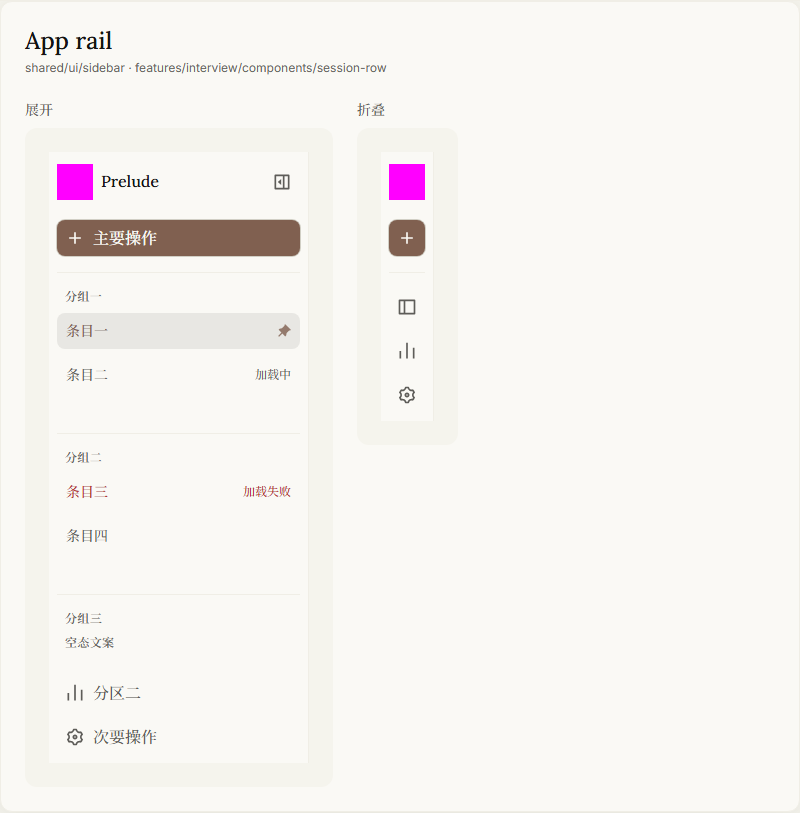 App rail
shared/ui/sidebar · features/interview/components/session-row
展开
Prelude
主要操作
分组一
条目一
条目二 加载中
分组二
条目三 加载失败
条目四
分组三
空态文案
分区二
次要操作
折叠